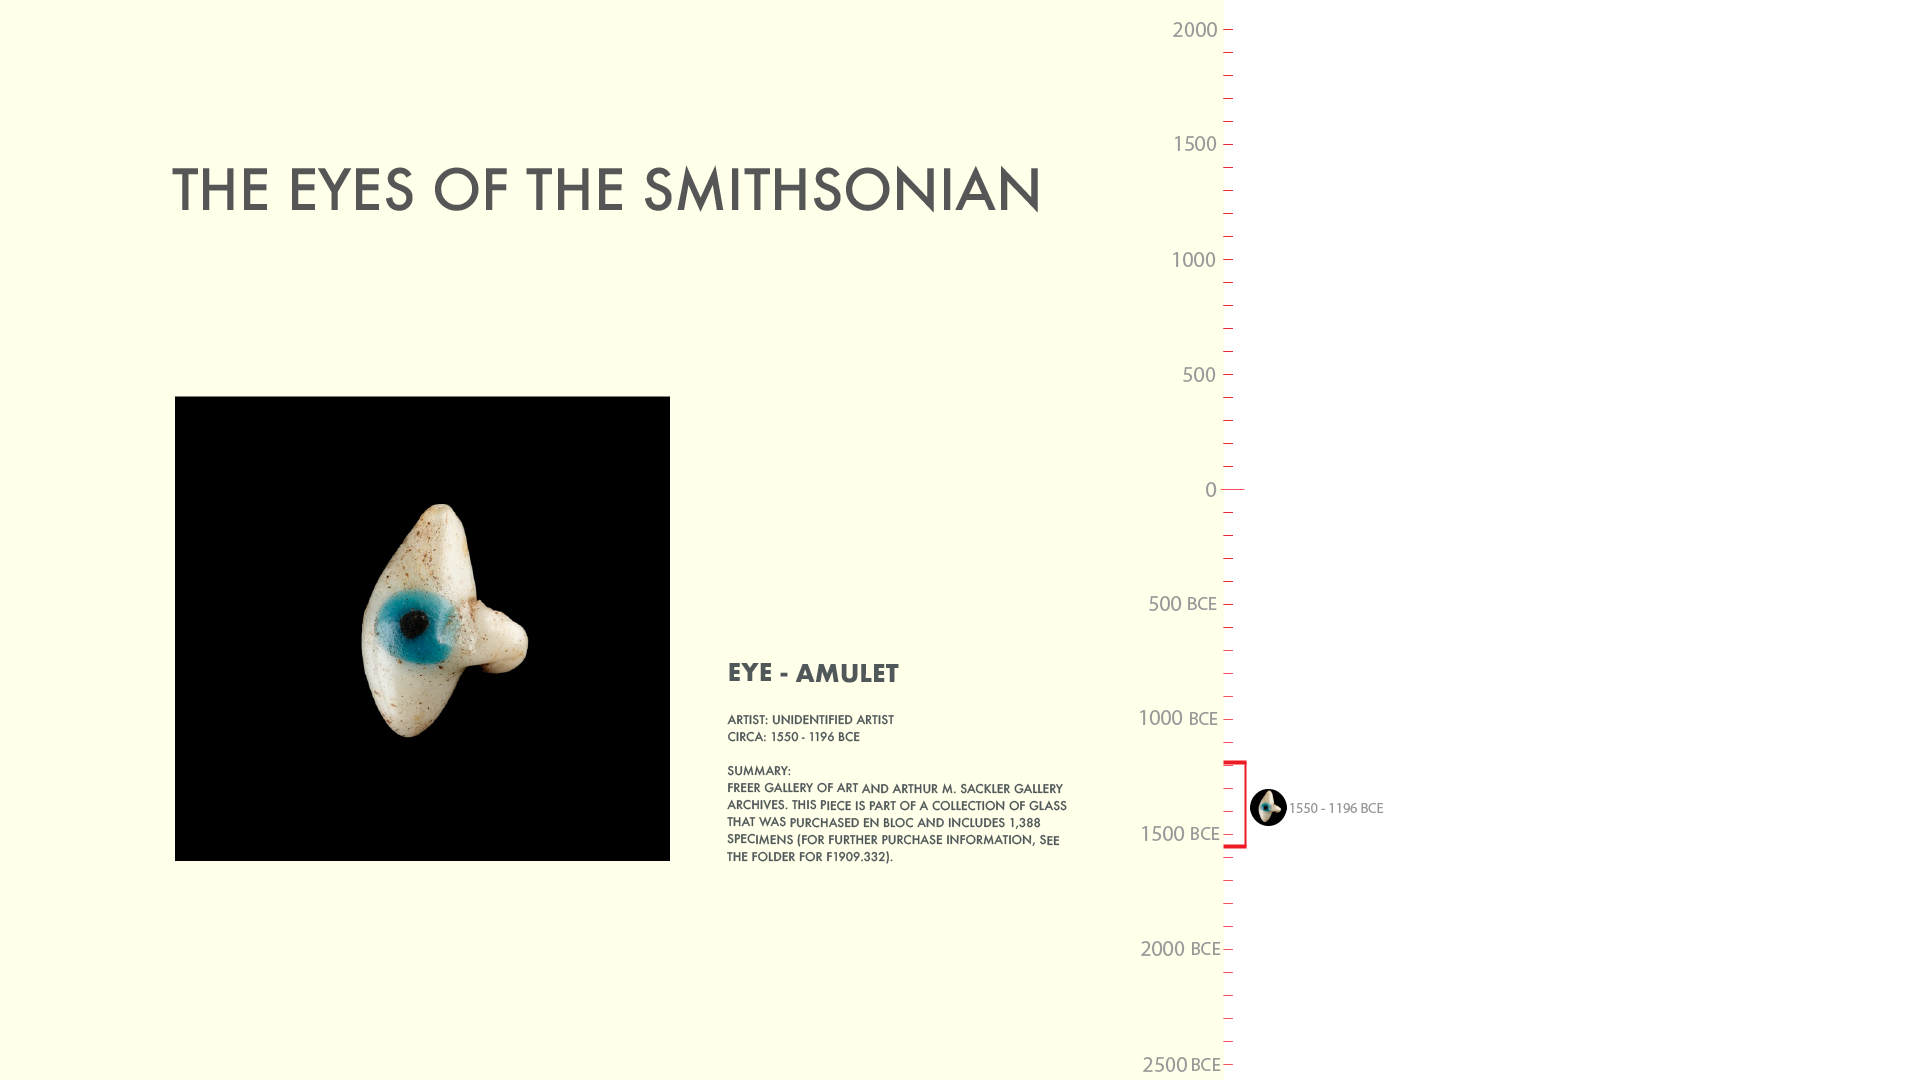 THE EYES OF THE SMITHSONIAN
EYE - AMULET
ARTIST: UNIDENTIFIED ARTIST
CIRCA: 1550 - 1196 BCE
SUMMARY:
FREER GALLERY OF ART AND ARTHUR M. SACKLER GALLERY
ARCHIVES. THIS PIECE IS PART OF A COLLECTION OF GLASS
THAT WAS PURCHASED EN BLOC AND INCLUDES 1,388
SPECIMENS (FOR FURTHER PURCHASE INFORMATION, SEE
THE FOLDER FOR F1909.332).
2000
1500
1000
500
0
500 BCE
1000 BCE
1550 - 1196 BCE
1500 BCE
2000 BCE
2500 BCE